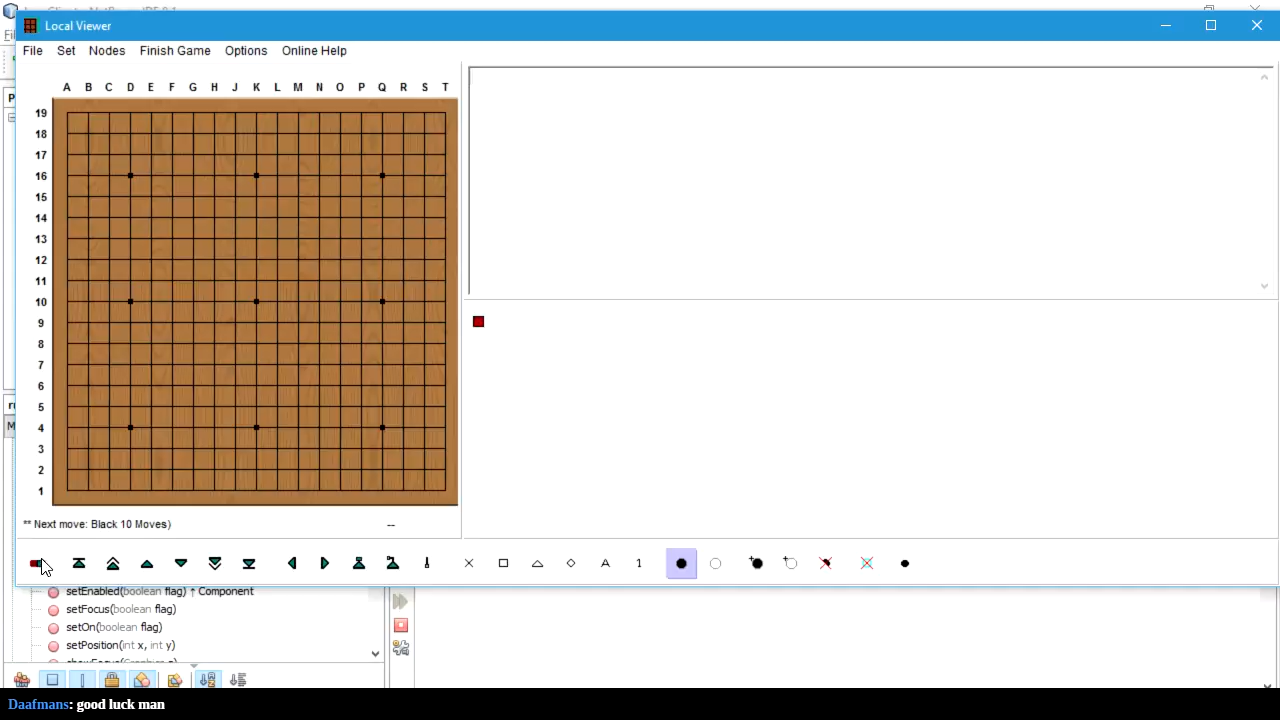 Local Viewer
File Set Nodes Finish Game Options Online Help
A B C D E F G H J K L M N O P Q R S T
19
18
17
16
15
14
13
12
11
10
9
8
7
6
5
4
3
2
1
** Next move: Black 10 Moves) --
A 1
setEnabled(boolean flag) ↑ Component
setFocus(boolean flag)
setOn(boolean flag)
setPosition(int x, int y)
Daafmans: good luck man